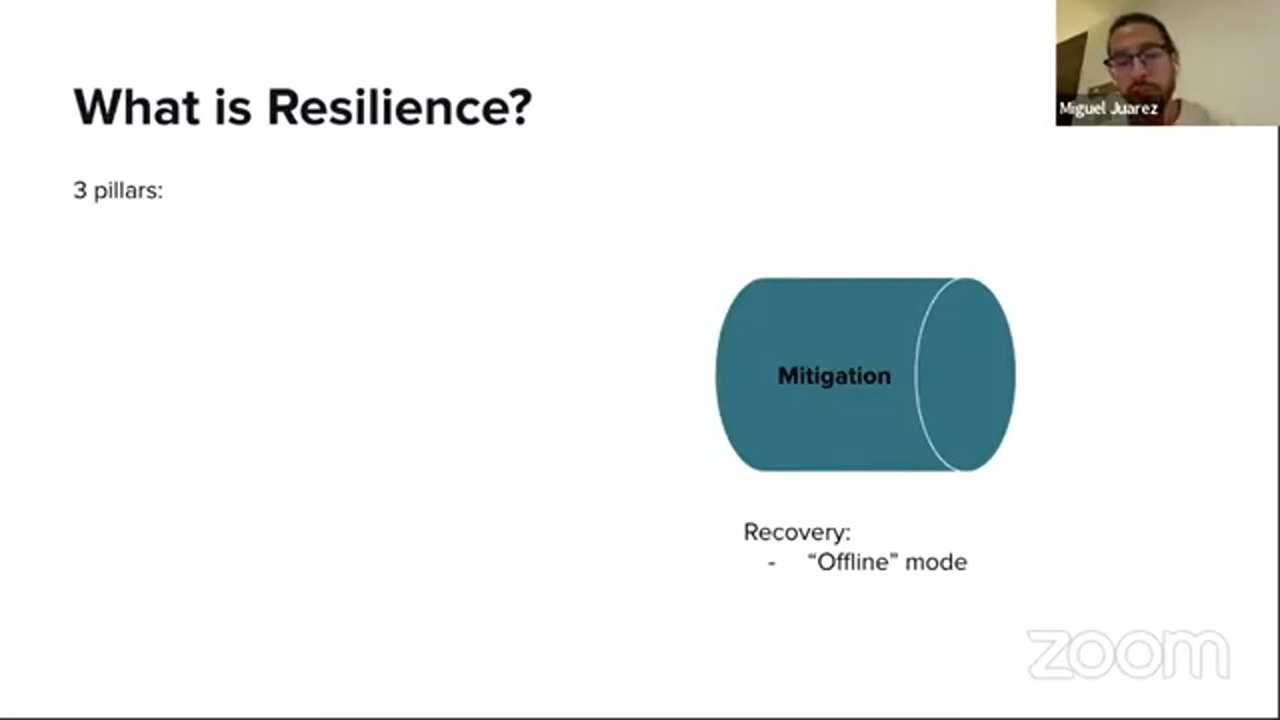 What is Resilience?
Miguel Juarez
3 pillars:
Mitigation
Recovery:
- “Offline” mode
zoom